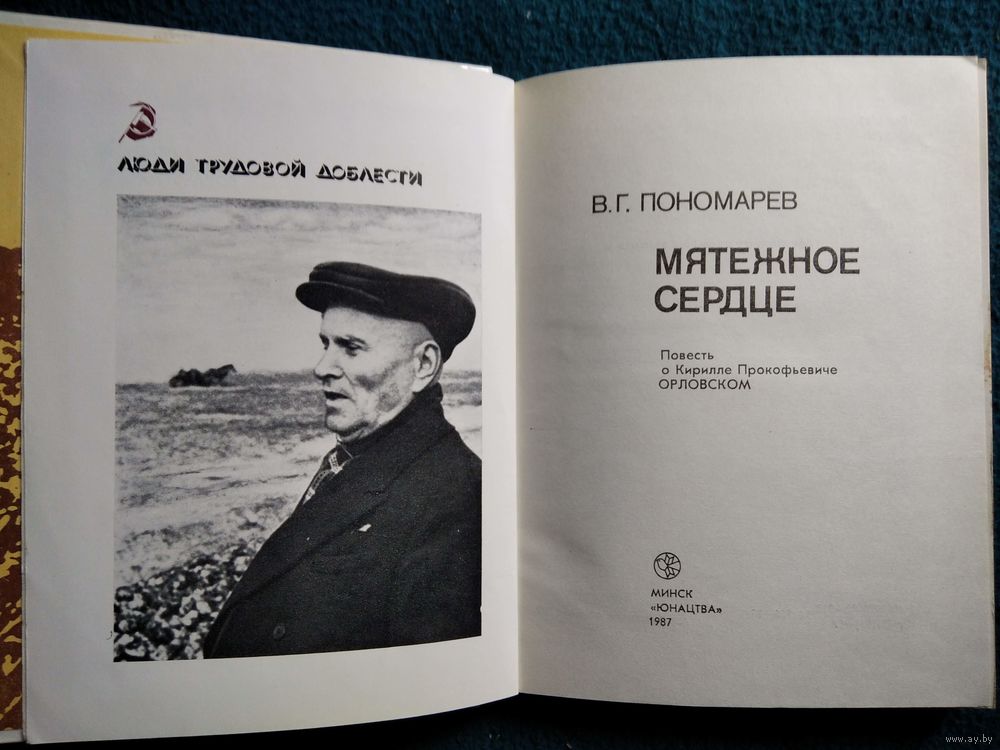 ЛЮДИ ТРУДОВОЙ ДОБЛЕСТИ
В.Г. ПОНОМАРЕВ
МЯТЕЖНОЕ
СЕРДЦЕ
Повесть
о Кирилле Прокофьевиче
ОРЛОВСКОМ
МИНСК
«ЮНАЦТВА»
1987
www.ay.by